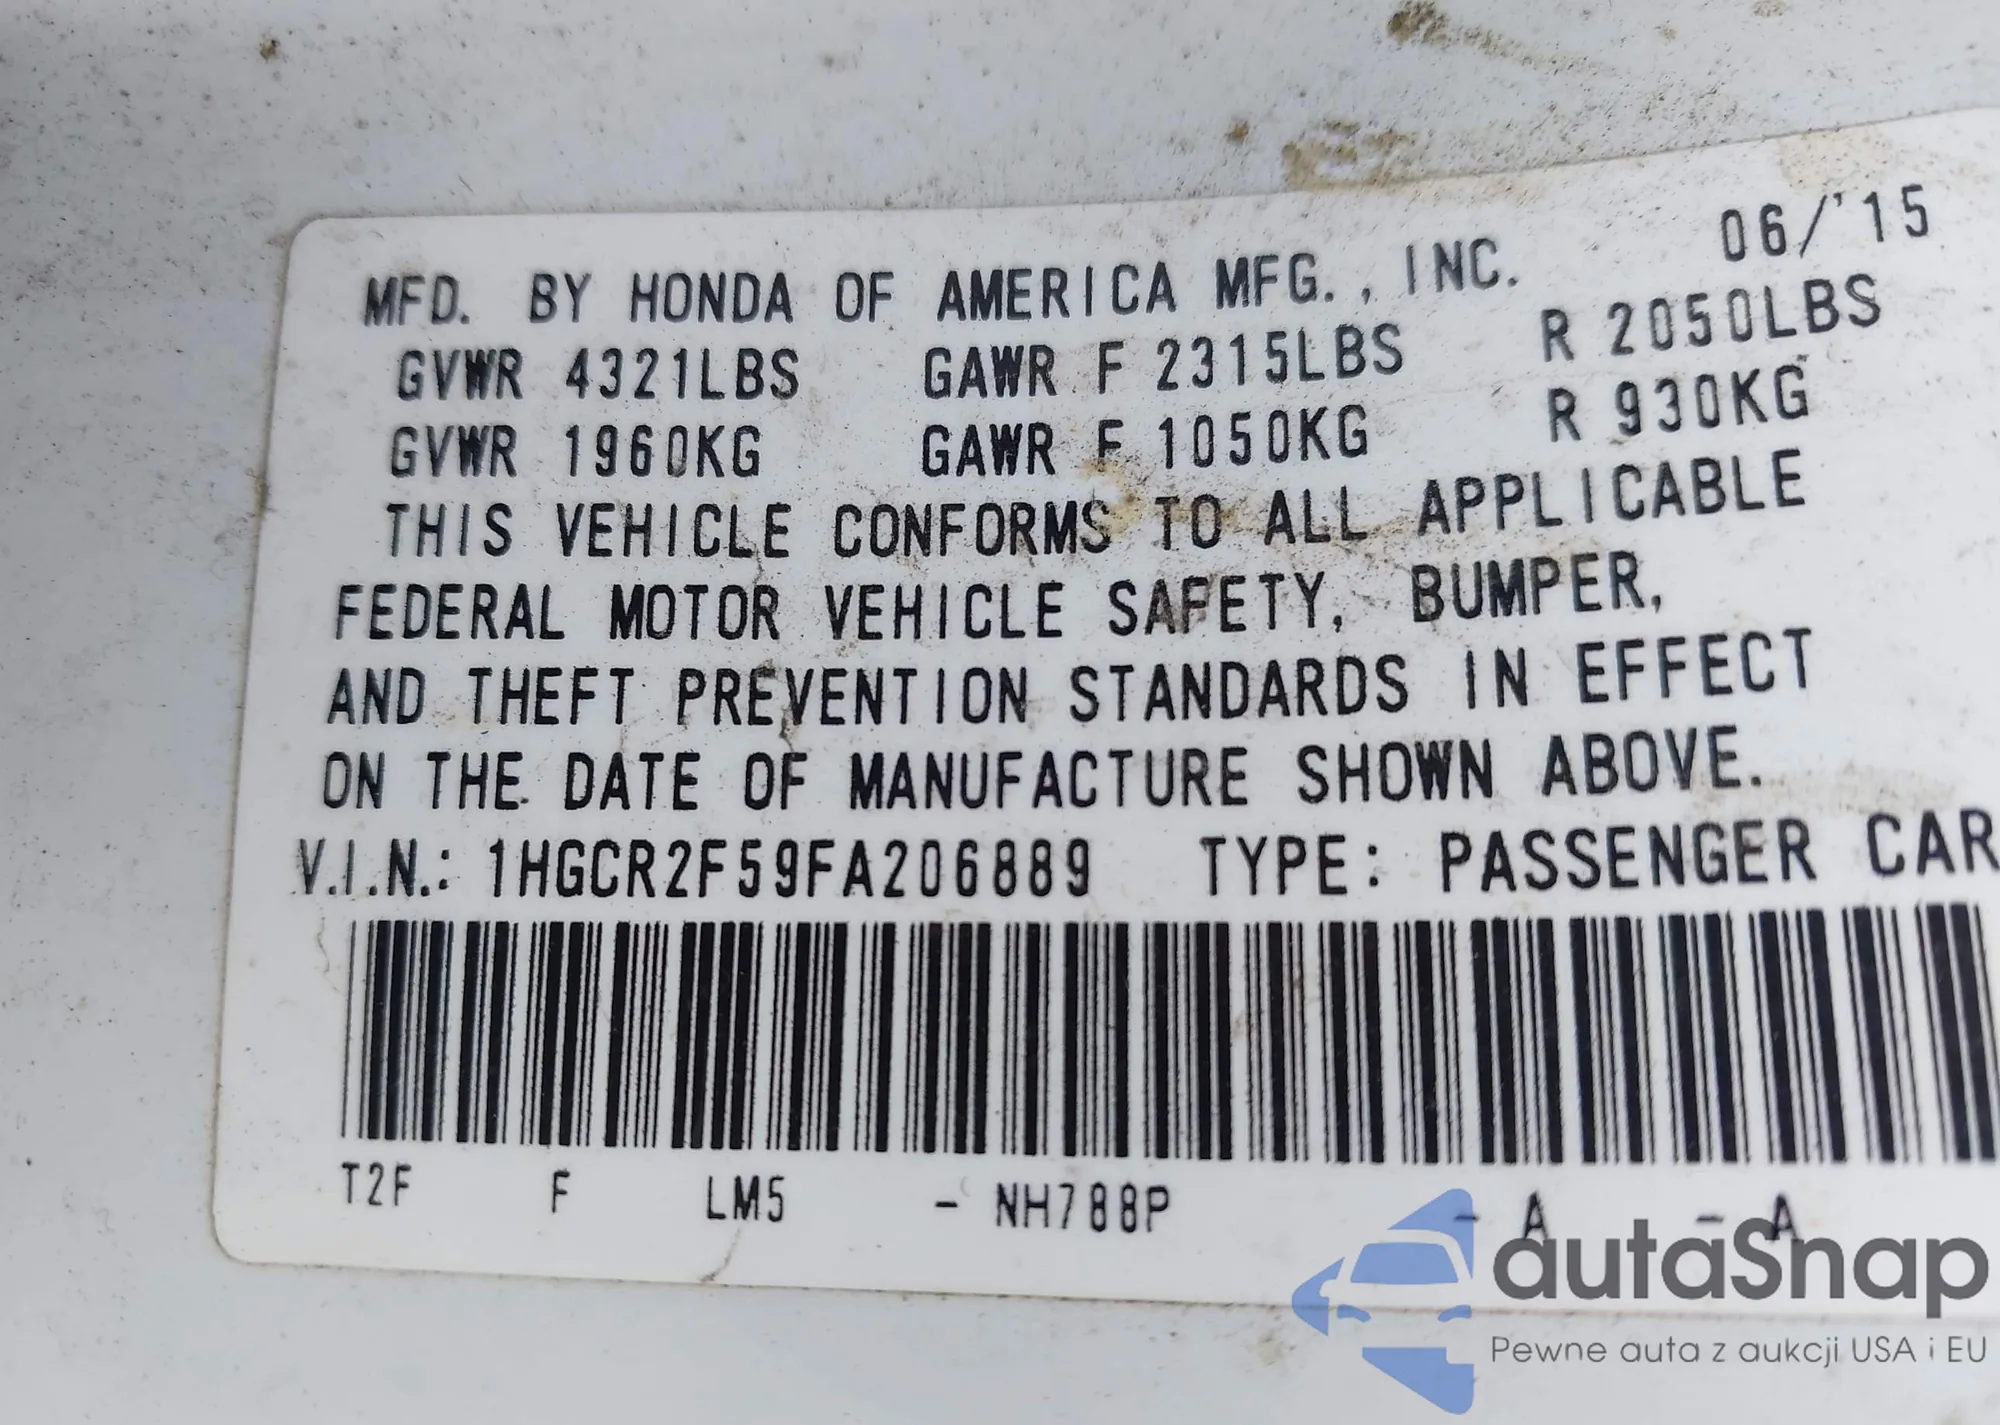 MFD. BY HONDA OF AMERICA MFG., INC. 06/'15
GVWR 4321LBS GAWR F 2315LBS R 2050LBS
GVWR 1960KG GAWR F 1050KG R 930KG
THIS VEHICLE CONFORMS TO ALL APPLICABLE
FEDERAL MOTOR VEHICLE SAFETY, BUMPER,
AND THEFT PREVENTION STANDARDS IN EFFECT
ON THE DATE OF MANUFACTURE SHOWN ABOVE.
V.I.N.: 1HGCR2F59FA206889 TYPE: PASSENGER CAR
T2F F LM5 - NH788P - A - A
autaSnap
Pewne auta z aukcji USA i EU